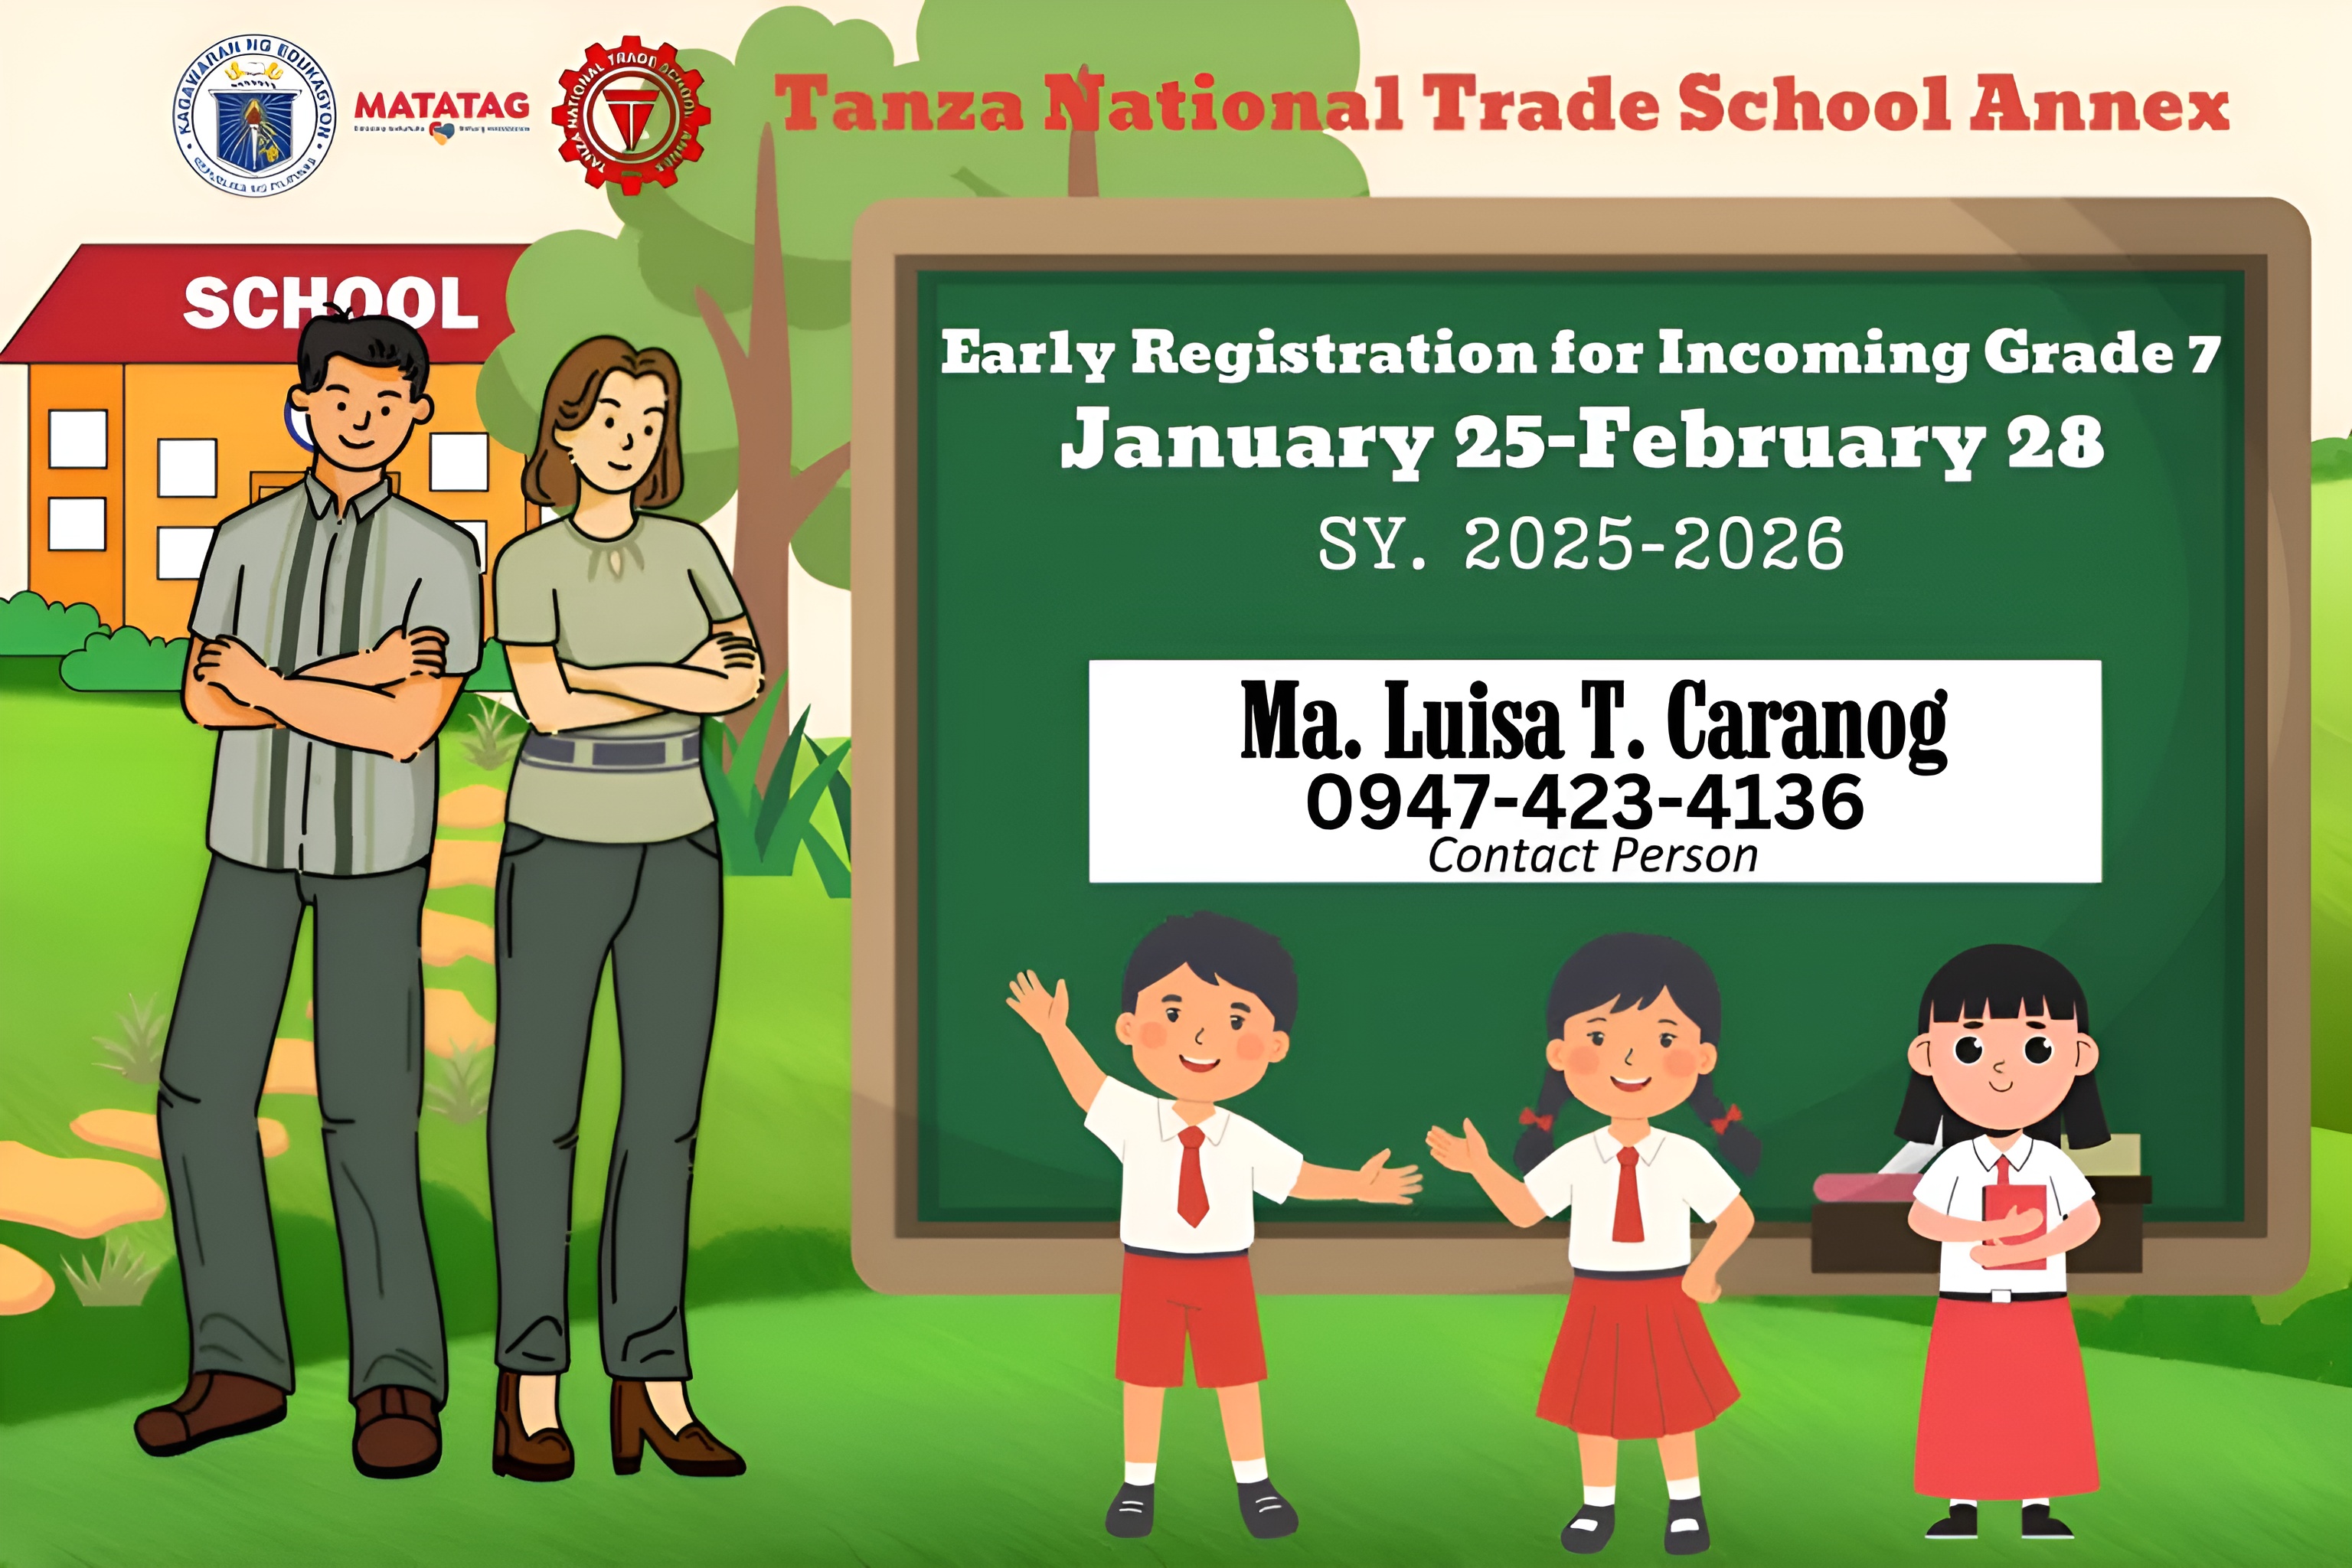 MATATAG
Tanza National Trade School Annex
SCHOOL
Early Registration for Incoming Grade 7
January 25-February 28
SY. 2025-2026
Ma. Luisa T. Caranog
0947-423-4136
Contact Person